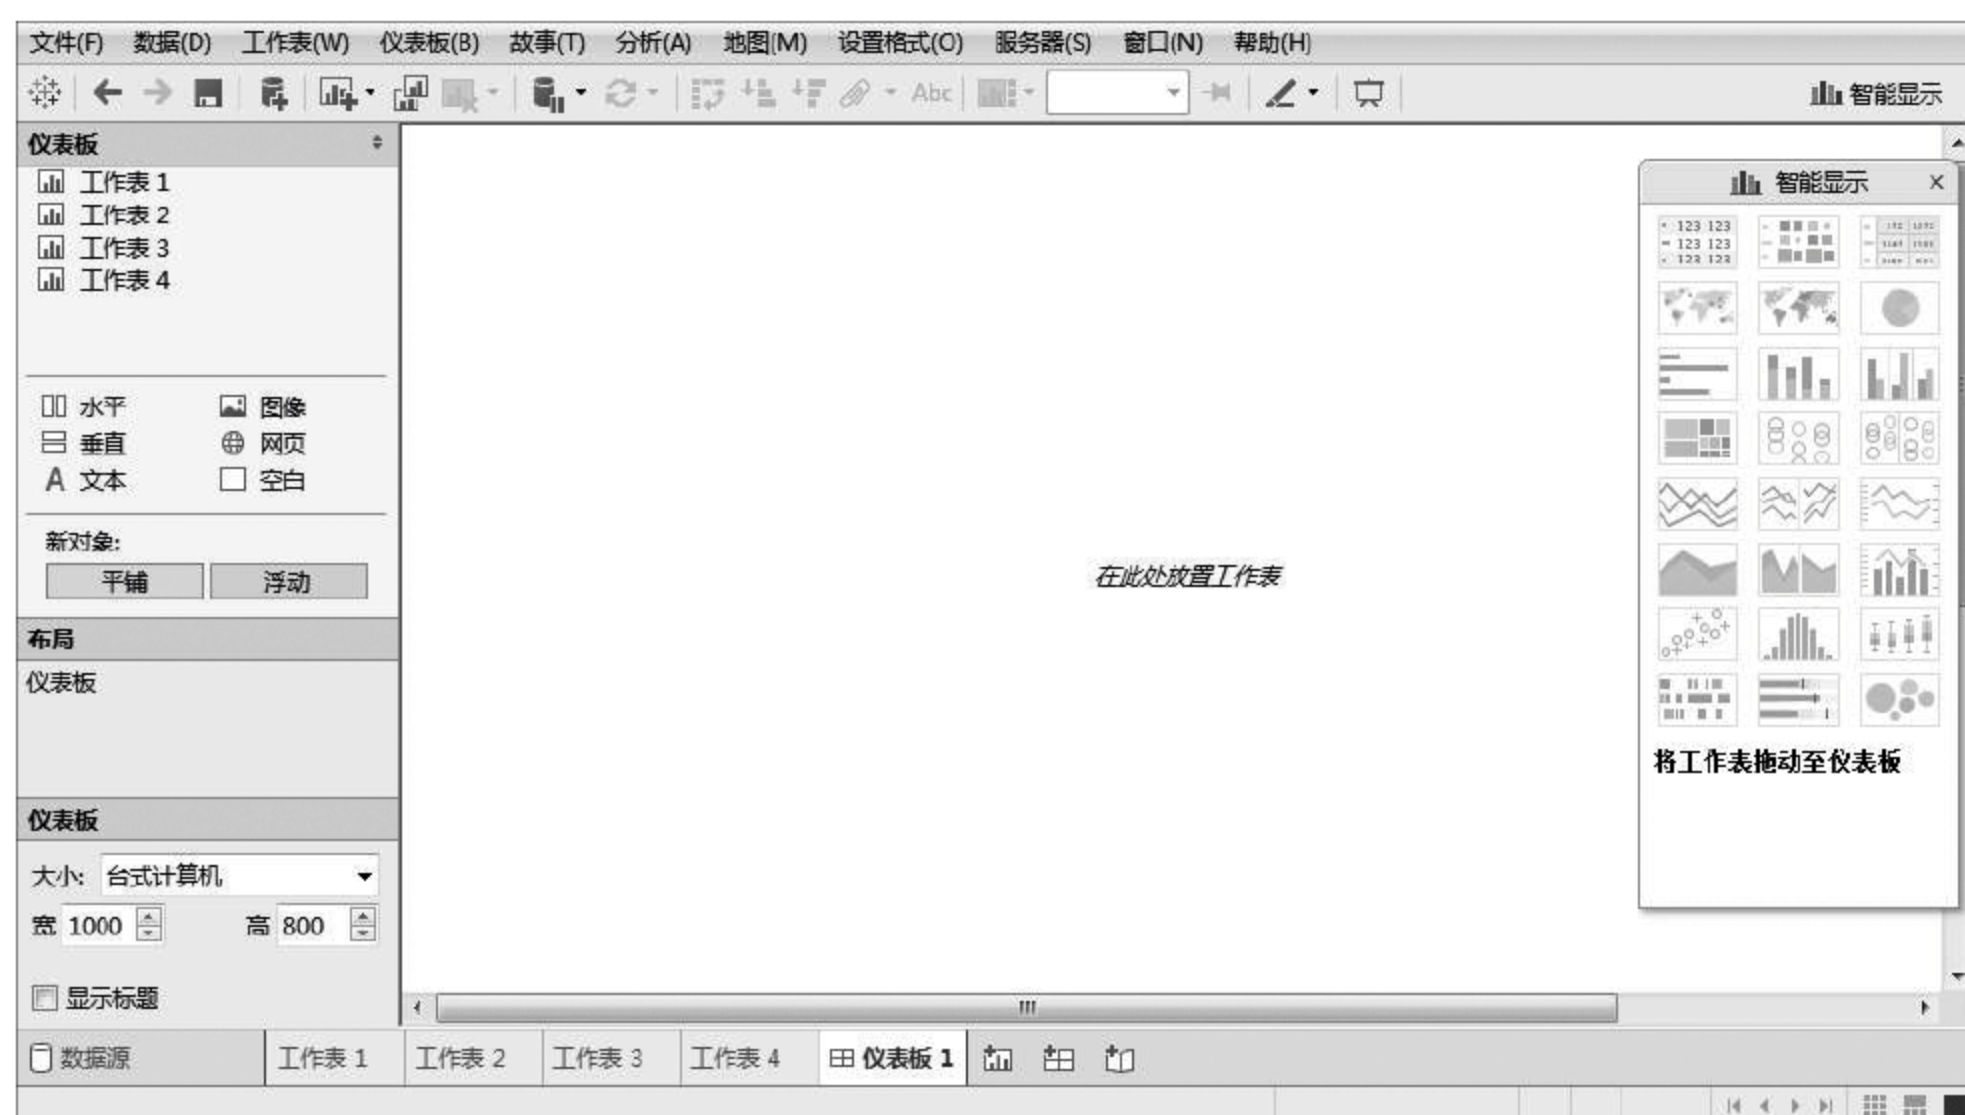 文件(F) 数据(D) 工作表(W) 仪表板(B) 故事(T) 分析(A) 地图(M) 设置格式(O) 服务器(S) 窗口(N) 帮助(H)
Abc 智能显示
仪表板
工作表 1
工作表 2
工作表 3
工作表 4
水平 图像
垂直 网页
A 文本 空白
新对象:
平铺 浮动
布局
仪表板
仪表板
大小: 台式计算机
宽 1000 高 800
显示标题
在此处放置工作表
智能显示 ×
123 123
123 123
123 123
将工作表拖动至仪表板
数据源 工作表 1 工作表 2 工作表 3 工作表 4 仪表板 1